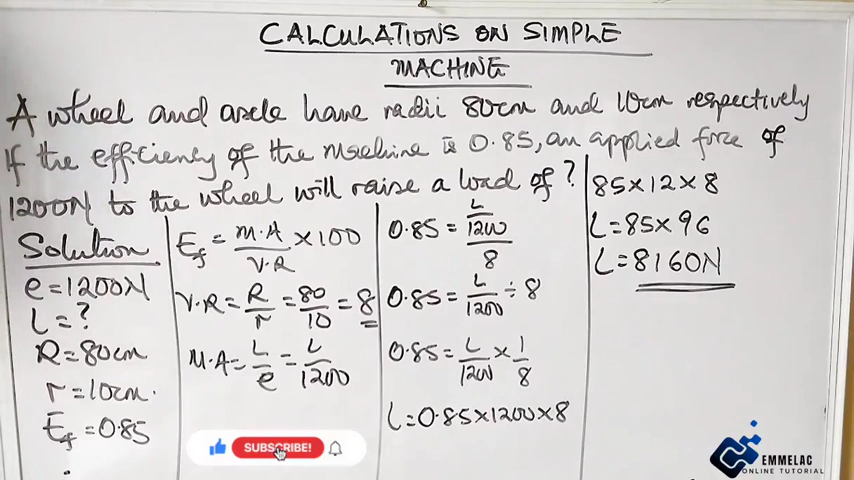 CALCULATIONS ON SIMPLE
MACHINE
A wheel and axle have radii 80cm and 10cm respectively
If the efficiency of the machine is 0.85, an applied force of
1200N to the wheel will raise a load of?
Solution
e = 1200N
L = ?
R = 80cm
r = 10cm.
Ef = 0.85
Ef = M.A/V.R × 100
V.R = R/r = 80/10 = 8
M.A = L/e = L/1200
0.85 = L/1200/8
0.85 = L/1200 ÷ 8
0.85 = L/1200 × 1/8
L = 0.85 × 1200 × 8
85 × 12 × 8
L = 85 × 96
L = 8160N
SUBSCRIBE!
EMMELAC
ONLINE TUTORIAL